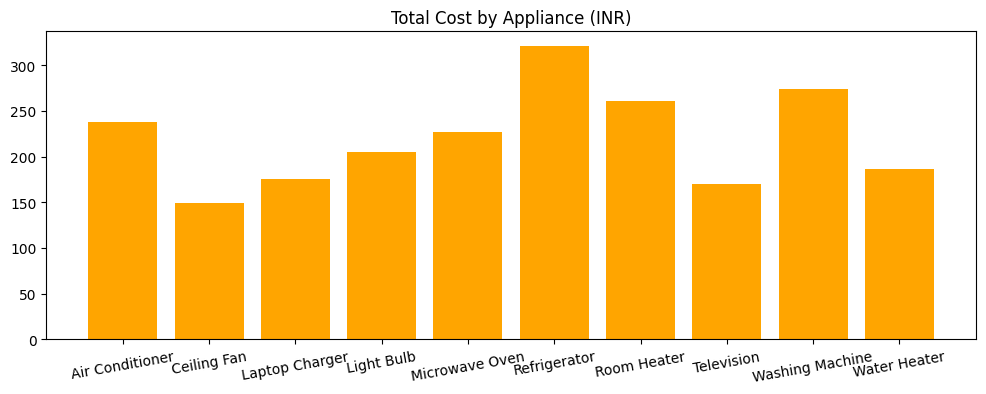 Total Cost by Appliance (INR)
300
250
200
150
100
50
0
Air Conditioner
Ceiling Fan
Laptop Charger
Light Bulb
Microwave Oven
Refrigerator
Room Heater
Television
Washing Machine
Water Heater